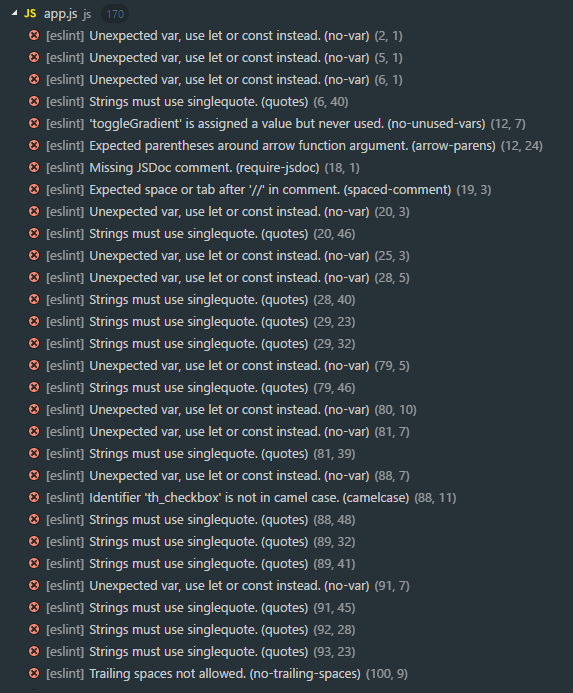 JS app.js js 170
[eslint] Unexpected var, use let or const instead. (no-var) (2, 1)
[eslint] Unexpected var, use let or const instead. (no-var) (5, 1)
[eslint] Unexpected var, use let or const instead. (no-var) (6, 1)
[eslint] Strings must use singlequote. (quotes) (6, 40)
[eslint] 'toggleGradient' is assigned a value but never used. (no-unused-vars) (12, 7)
[eslint] Expected parentheses around arrow function argument. (arrow-parens) (12, 24)
[eslint] Missing JSDoc comment. (require-jsdoc) (18, 1)
[eslint] Expected space or tab after '//' in comment. (spaced-comment) (19, 3)
[eslint] Unexpected var, use let or const instead. (no-var) (20, 3)
[eslint] Strings must use singlequote. (quotes) (20, 46)
[eslint] Unexpected var, use let or const instead. (no-var) (25, 3)
[eslint] Unexpected var, use let or const instead. (no-var) (28, 5)
[eslint] Strings must use singlequote. (quotes) (28, 40)
[eslint] Strings must use singlequote. (quotes) (29, 23)
[eslint] Strings must use singlequote. (quotes) (29, 32)
[eslint] Unexpected var, use let or const instead. (no-var) (79, 5)
[eslint] Strings must use singlequote. (quotes) (79, 46)
[eslint] Unexpected var, use let or const instead. (no-var) (80, 10)
[eslint] Unexpected var, use let or const instead. (no-var) (81, 7)
[eslint] Strings must use singlequote. (quotes) (81, 39)
[eslint] Unexpected var, use let or const instead. (no-var) (88, 7)
[eslint] Identifier 'th_checkbox' is not in camel case. (camelcase) (88, 11)
[eslint] Strings must use singlequote. (quotes) (88, 48)
[eslint] Strings must use singlequote. (quotes) (89, 32)
[eslint] Strings must use singlequote. (quotes) (89, 41)
[eslint] Unexpected var, use let or const instead. (no-var) (91, 7)
[eslint] Strings must use singlequote. (quotes) (91, 45)
[eslint] Strings must use singlequote. (quotes) (92, 28)
[eslint] Strings must use singlequote. (quotes) (93, 23)
[eslint] Trailing spaces not allowed. (no-trailing-spaces) (100, 9)